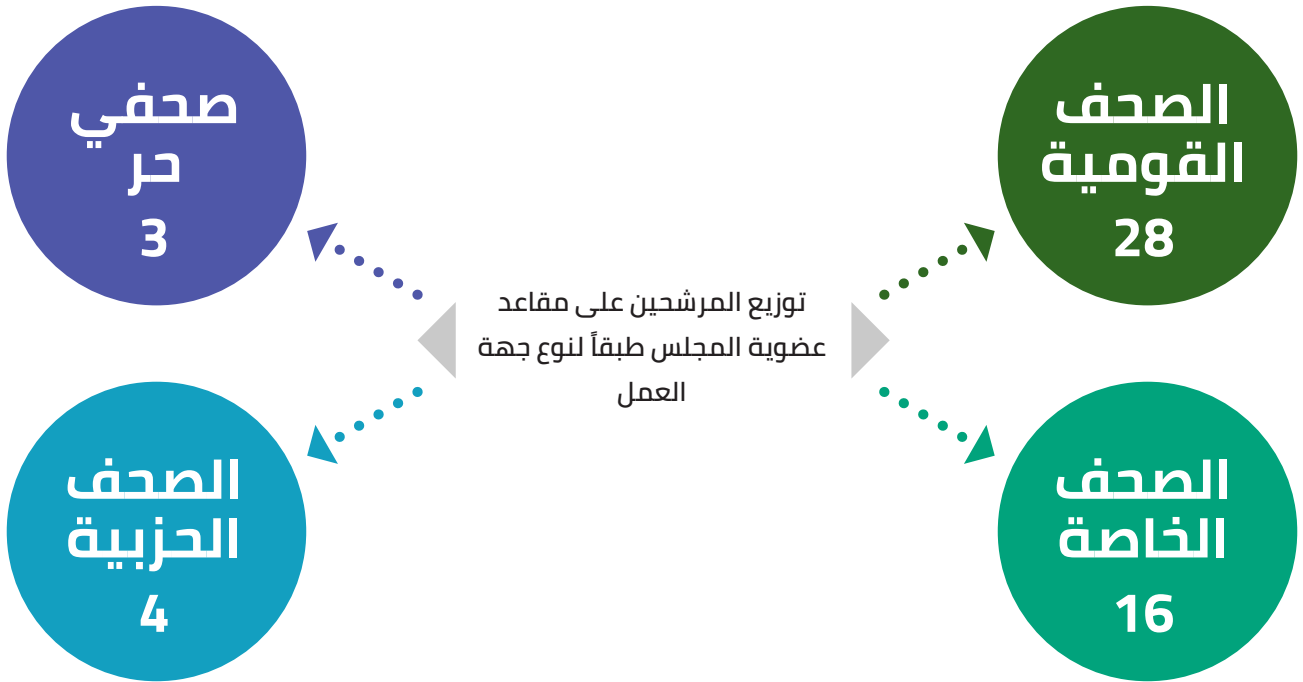 الصحف
القومية
28
صحفي
حر
3
توزيع المرشحين على مقاعد
عضوية المجلس طبقاً لنوع جهة
العمل
الصحف
الخاصة
16
الصحف
الحزبية
4